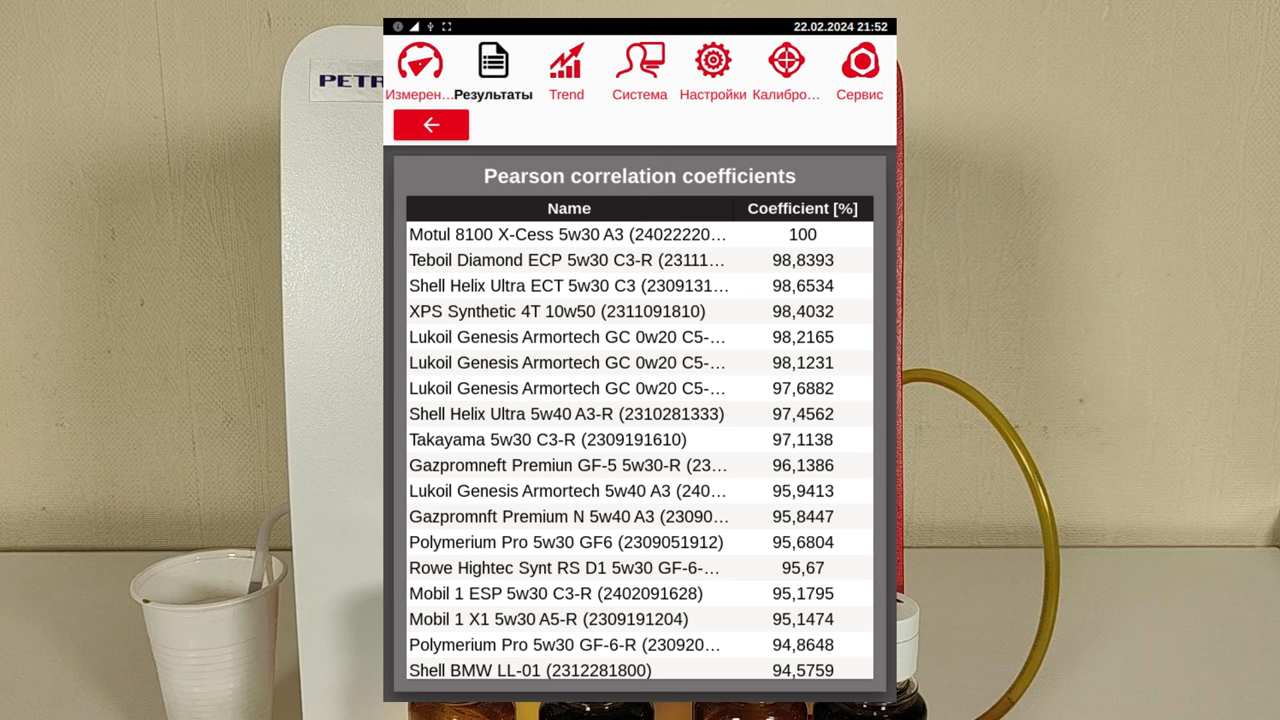 PETR
22.02.2024 21:52
Измерен… Результаты Trend Система Настройки Калибро… Сервис
Pearson correlation coefficients
Name Coefficient [%]
Motul 8100 X-Cess 5w30 A3 (24022220… 100
Teboil Diamond ECP 5w30 C3-R (23111… 98,8393
Shell Helix Ultra ECT 5w30 C3 (2309131… 98,6534
XPS Synthetic 4T 10w50 (2311091810) 98,4032
Lukoil Genesis Armortech GC 0w20 C5-… 98,2165
Lukoil Genesis Armortech GC 0w20 C5-… 98,1231
Lukoil Genesis Armortech GC 0w20 C5-… 97,6882
Shell Helix Ultra 5w40 A3-R (2310281333) 97,4562
Takayama 5w30 C3-R (2309191610) 97,1138
Gazpromneft Premiun GF-5 5w30-R (23… 96,1386
Lukoil Genesis Armortech 5w40 A3 (240… 95,9413
Gazpromnft Premium N 5w40 A3 (23090… 95,8447
Polymerium Pro 5w30 GF6 (2309051912) 95,6804
Rowe Hightec Synt RS D1 5w30 GF-6-… 95,67
Mobil 1 ESP 5w30 C3-R (2402091628) 95,1795
Mobil 1 X1 5w30 A5-R (2309191204) 95,1474
Polymerium Pro 5w30 GF-6-R (230920… 94,8648
Shell BMW LL-01 (2312281800) 94,5759